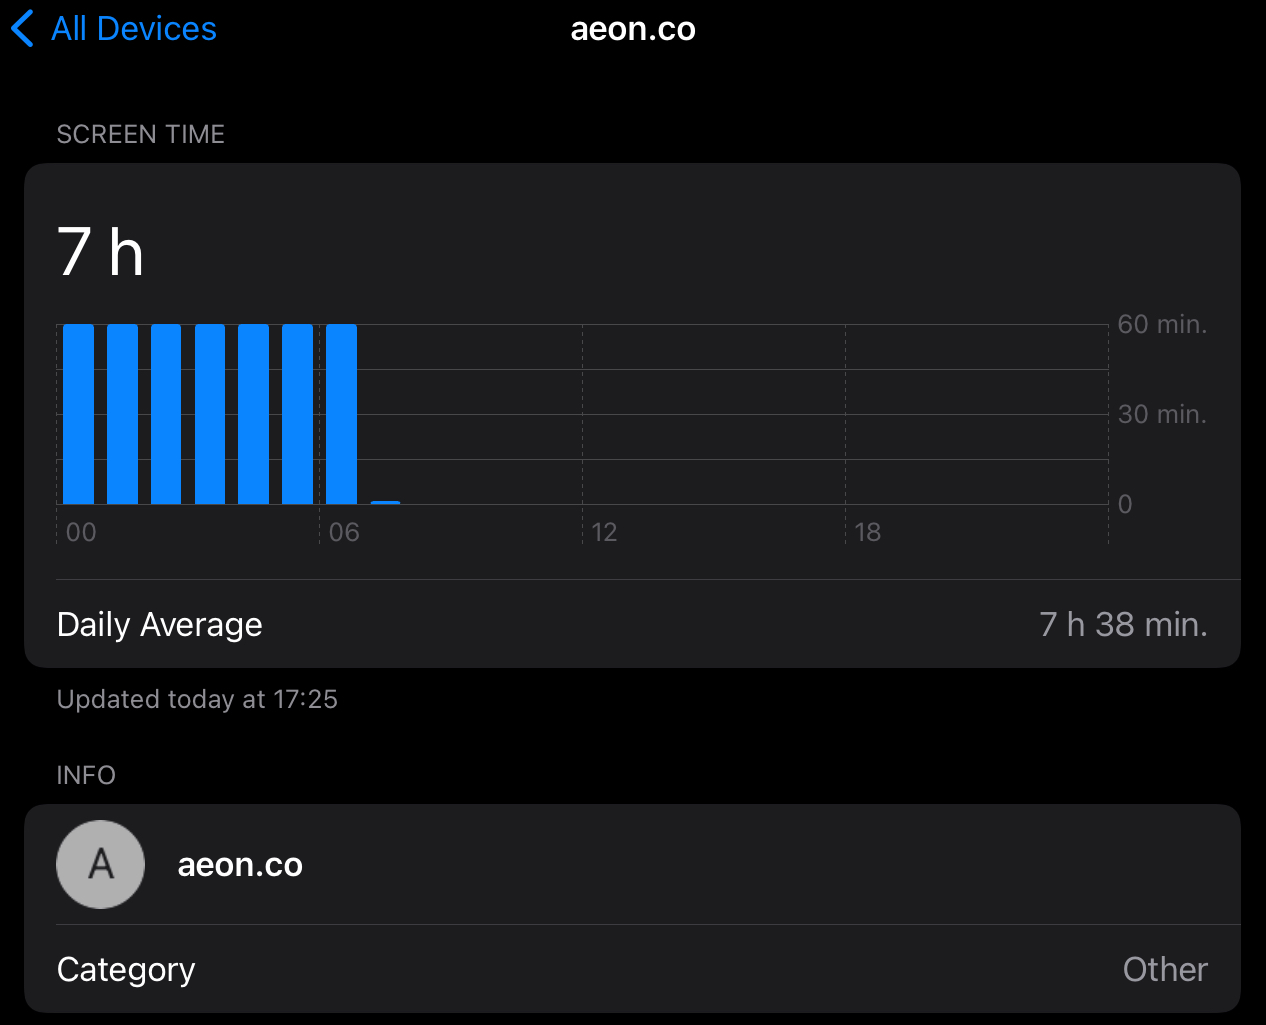 All Devices
aeon.co
SCREEN TIME
7 h
60 min.
30 min.
0
00 06 12 18
Daily Average 7 h 38 min.
Updated today at 17:25
INFO
A aeon.co
Category Other